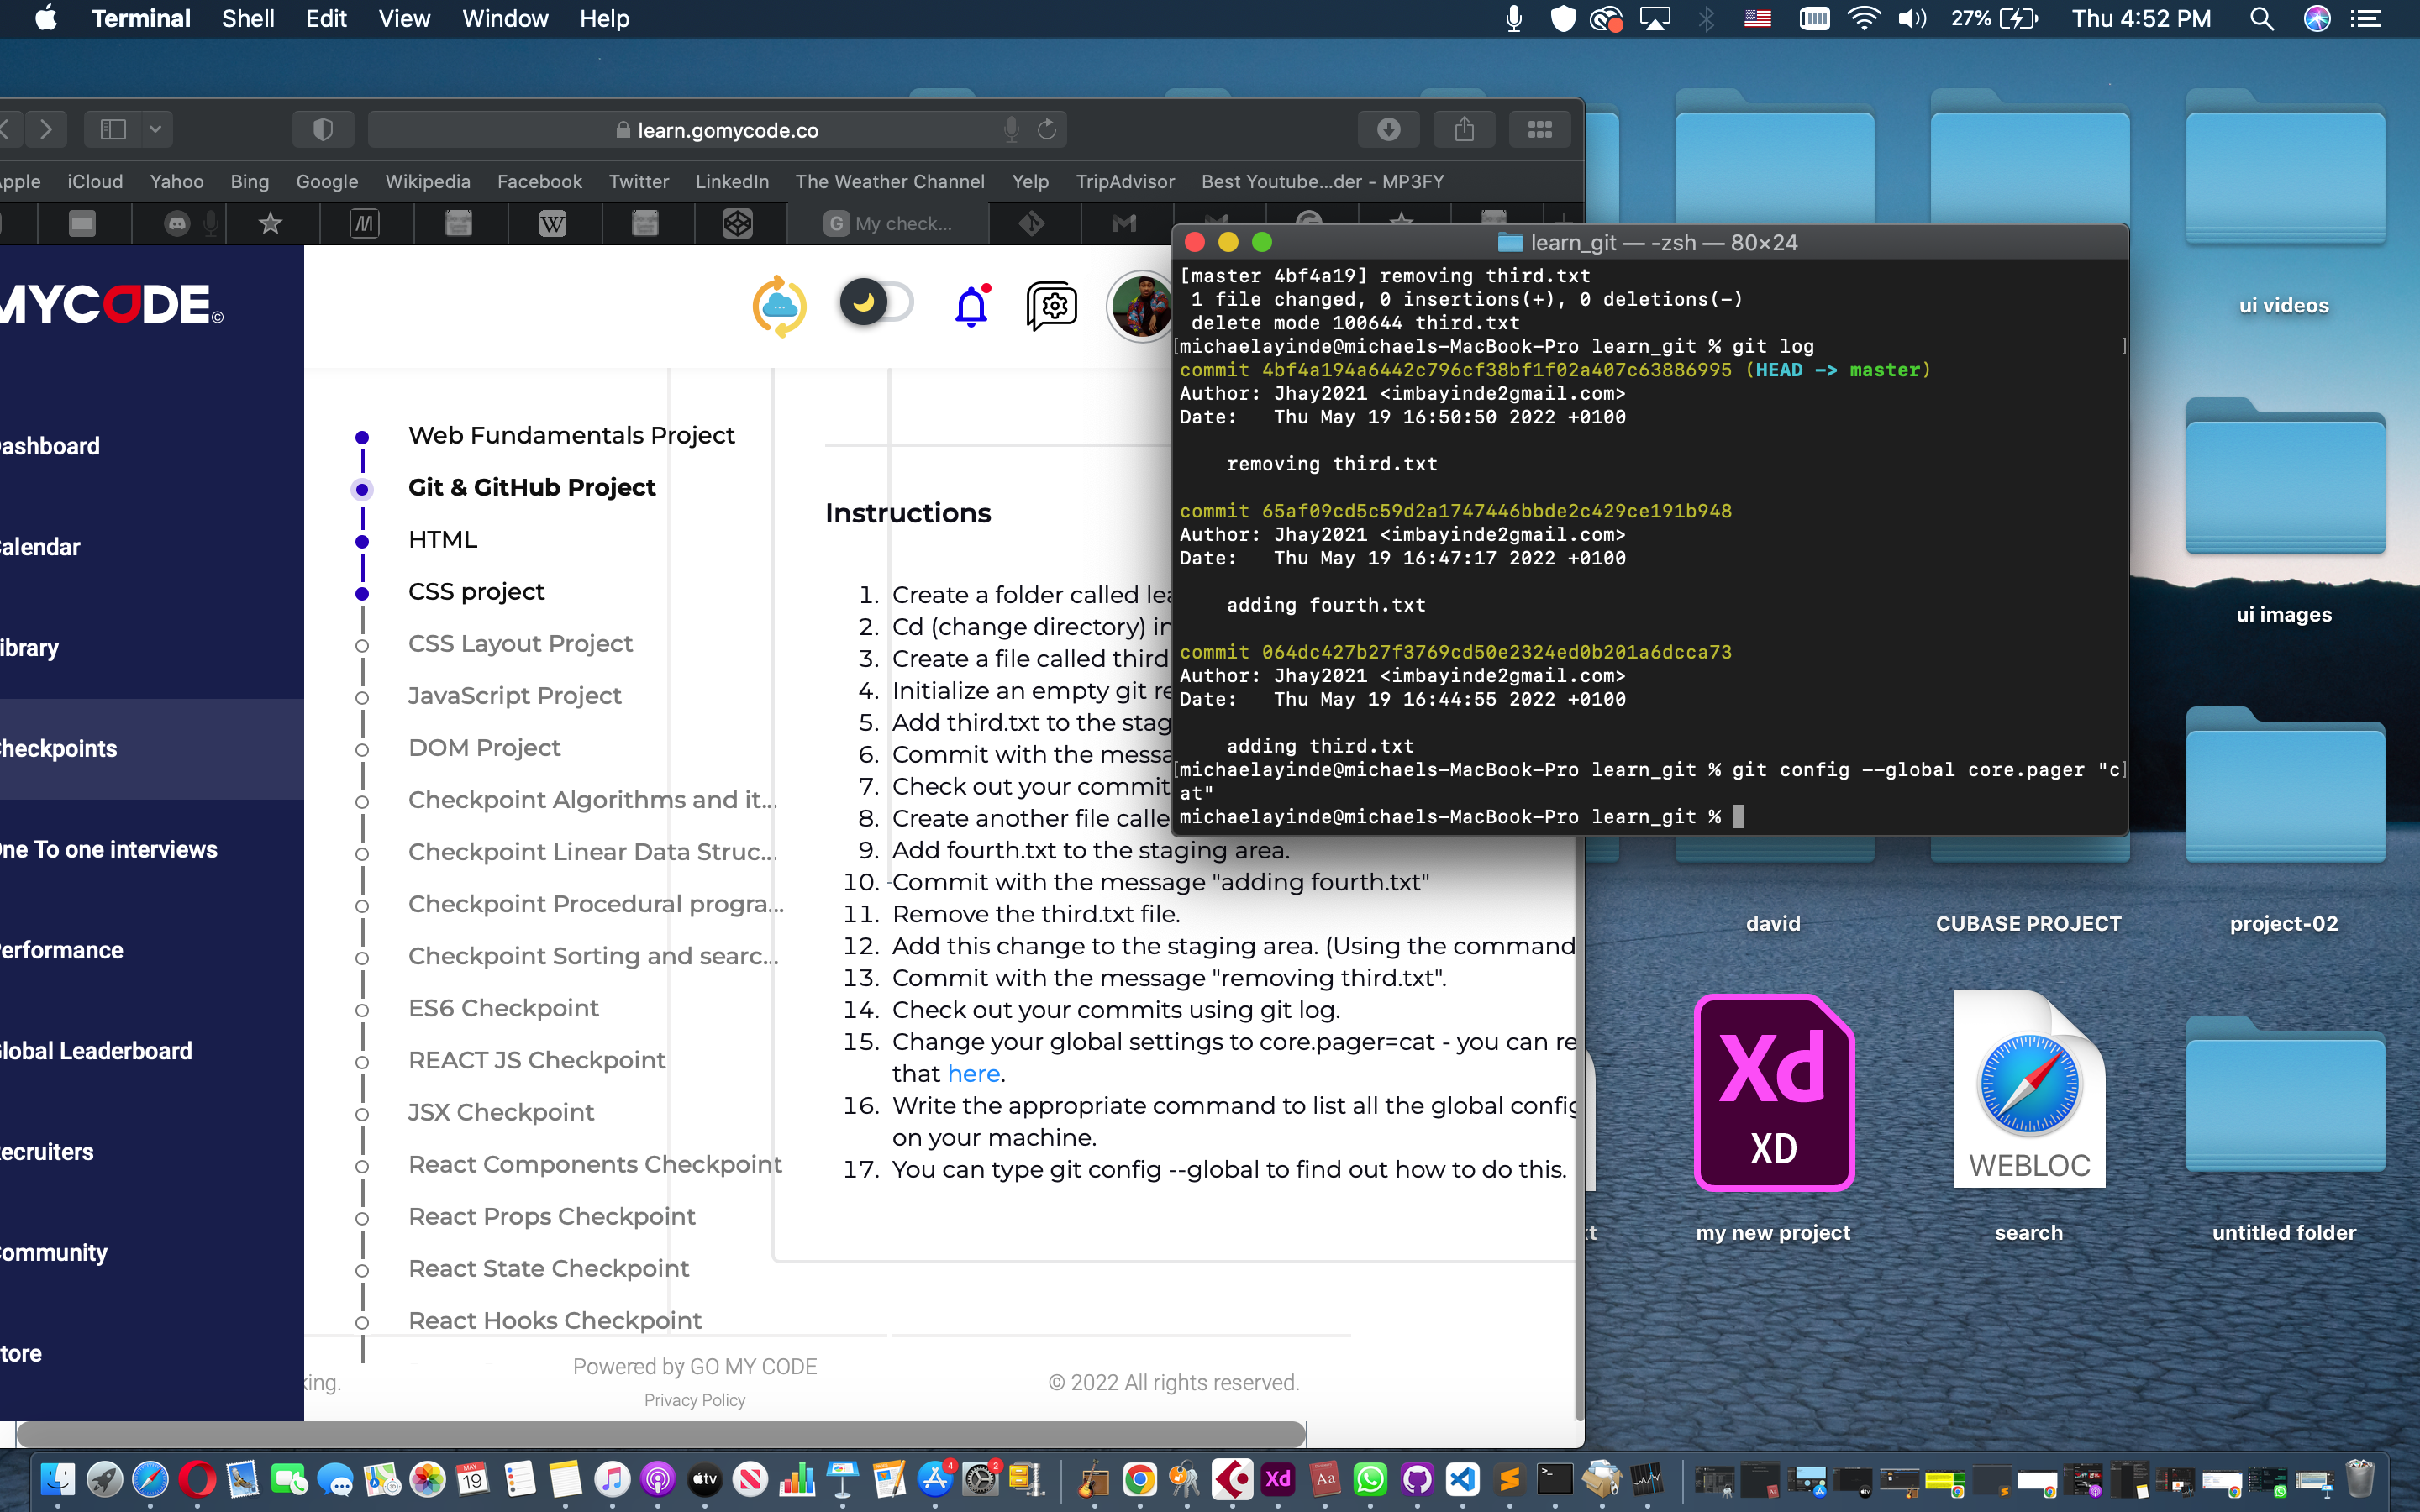 Terminal Shell Edit View Window Help
27% Thu 4:52 PM
learn.gomycode.co
pple iCloud Yahoo Bing Google Wikipedia Facebook Twitter LinkedIn The Weather Channel Yelp TripAdvisor Best Youtube...der - MP3FY
W G My check...
MYCODE©
ashboard
alendar
ibrary
heckpoints
ne To one interviews
erformance
lobal Leaderboard
ecruiters
ommunity
tore
Web Fundamentals Project
Git & GitHub Project
HTML
CSS project
CSS Layout Project
JavaScript Project
DOM Project
Checkpoint Algorithms and it...
Checkpoint Linear Data Struc...
Checkpoint Procedural progra...
Checkpoint Sorting and searc...
ES6 Checkpoint
REACT JS Checkpoint
JSX Checkpoint
React Components Checkpoint
React Props Checkpoint
React State Checkpoint
React Hooks Checkpoint
Instructions
1. Create a folder called lea
2. Cd (change directory) in
3. Create a file called third
4. Initialize an empty git re
5. Add third.txt to the stag
6. Commit with the messa
7. Check out your commit
8. Create another file calle
9. Add fourth.txt to the staging area.
10. Commit with the message "adding fourth.txt"
11. Remove the third.txt file.
12. Add this change to the staging area. (Using the command
13. Commit with the message "removing third.txt".
14. Check out your commits using git log.
15. Change your global settings to core.pager=cat - you can re
that here.
16. Write the appropriate command to list all the global config
on your machine.
17. You can type git config --global to find out how to do this.
king.
Powered by GO MY CODE
Privacy Policy
© 2022 All rights reserved.
learn_git — -zsh — 80×24
[master 4bf4a19] removing third.txt
1 file changed, 0 insertions(+), 0 deletions(-)
delete mode 100644 third.txt
[michaelayinde@michaels-MacBook-Pro learn_git % git log ]
commit 4bf4a194a6442c796cf38bf1f02a407c63886995 (HEAD -> master)
Author: Jhay2021 <imbayinde2gmail.com>
Date: Thu May 19 16:50:50 2022 +0100
removing third.txt
commit 65af09cd5c59d2a1747446bbde2c429ce191b948
Author: Jhay2021 <imbayinde2gmail.com>
Date: Thu May 19 16:47:17 2022 +0100
adding fourth.txt
commit 064dc427b27f3769cd50e2324ed0b201a6dcca73
Author: Jhay2021 <imbayinde2gmail.com>
Date: Thu May 19 16:44:55 2022 +0100
adding third.txt
[michaelayinde@michaels-MacBook-Pro learn_git % git config --global core.pager "c]
at"
michaelayinde@michaels-MacBook-Pro learn_git %
ui videos
ui images
david
CUBASE PROJECT
project-02
Xd
XD
WEBLOC
xt
my new project
search
untitled folder
MAY
19
tv
4
2
Xd
Aa